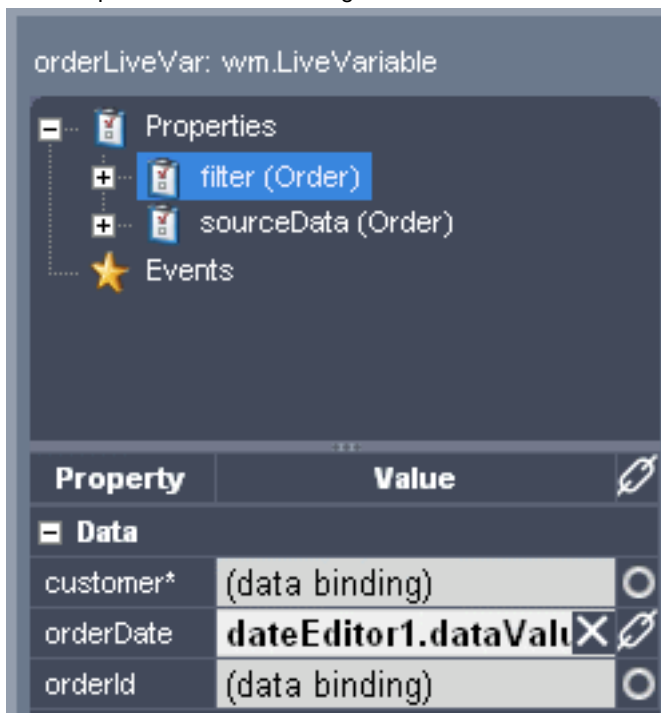 orderLiveVar: wm.LiveVariable
Properties
filter (Order)
sourceData (Order)
Events
Property Value
Data
customer* (data binding)
orderDate dateEditor1.dataValu
orderId (data binding)